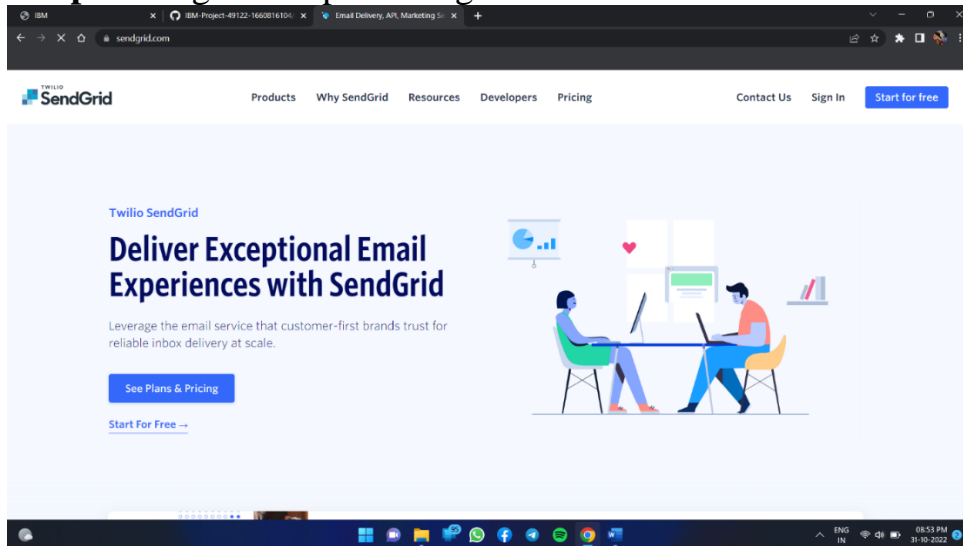 IBM
IBM-Project-49122-1660816104
Email Delivery, API, Marketing Se
sendgrid.com
TWILIO
SendGrid
Products
Why SendGrid
Resources
Developers
Pricing
Contact Us
Sign In
Start for free
Twilio SendGrid
Deliver Exceptional Email
Experiences with SendGrid
Leverage the email service that customer-first brands trust for
reliable inbox delivery at scale.
See Plans & Pricing
Start For Free →
95
ENG
IN
08:53 PM
31-10-2022
2